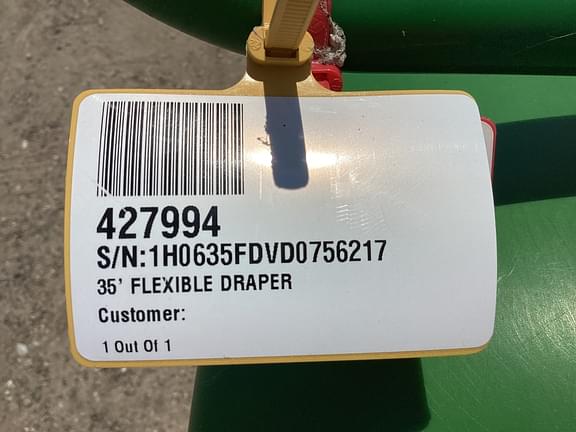 427994
S/N:1H0635FDVD0756217
35' FLEXIBLE DRAPER
Customer:
1 Out Of 1